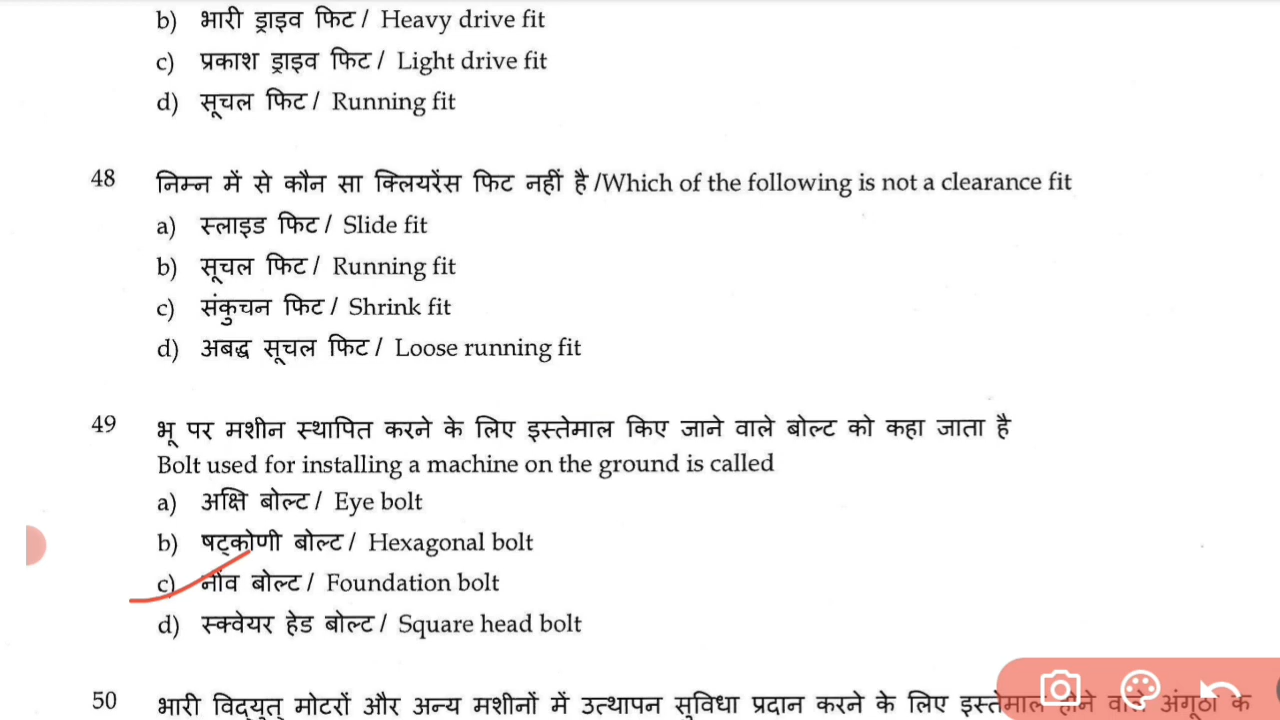 b) भारी ड्राइव फिट / Heavy drive fit
c) प्रकाश ड्राइव फिट / Light drive fit
d) सूचल फिट / Running fit
48 निम्न में से कौन सा क्लियरेंस फिट नहीं है /Which of the following is not a clearance fit
a) स्लाइड फिट / Slide fit
b) सूचल फिट / Running fit
c) संकुचन फिट / Shrink fit
d) अबद्ध सूचल फिट / Loose running fit
49 भू पर मशीन स्थापित करने के लिए इस्तेमाल किए जाने वाले बोल्ट को कहा जाता है
Bolt used for installing a machine on the ground is called
a) अक्षि बोल्ट / Eye bolt
b) षट्कोणी बोल्ट / Hexagonal bolt
c) नींव बोल्ट / Foundation bolt
d) स्क्वेयर हेड बोल्ट / Square head bolt
50 भारी विद्युत् मोटरों और अन्य मशीनों में उत्थापन सुविधा प्रदान करने के लिए इस्तेमाल होने वाले अंगूठा क